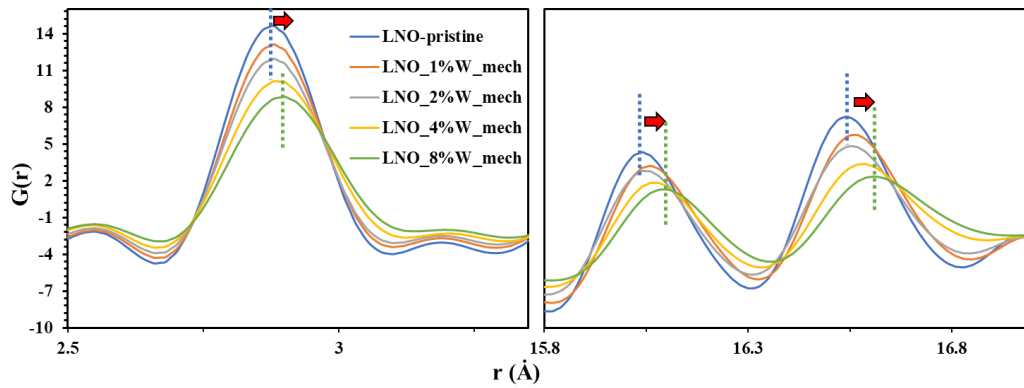 14
11
8
5
2
-1
-4
-7
-10
G(r)
LNO-pristine
LNO_1%W_mech
LNO_2%W_mech
LNO_4%W_mech
LNO_8%W_mech
2.5 3 15.8 16.3 16.8
r (Å)